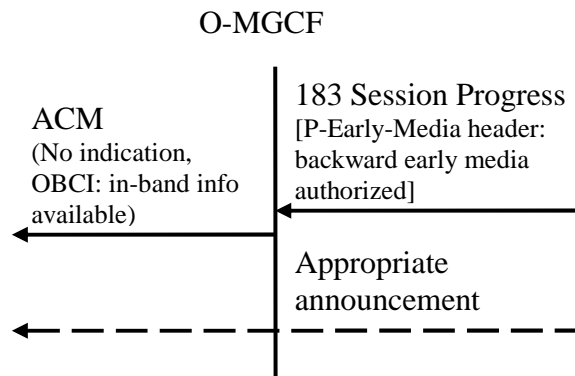 O-MGCF
ACM
(No indication,
OBCI: in-band info
available)
183 Session Progress
[P-Early-Media header:
backward early media
authorized]
Appropriate
announcement